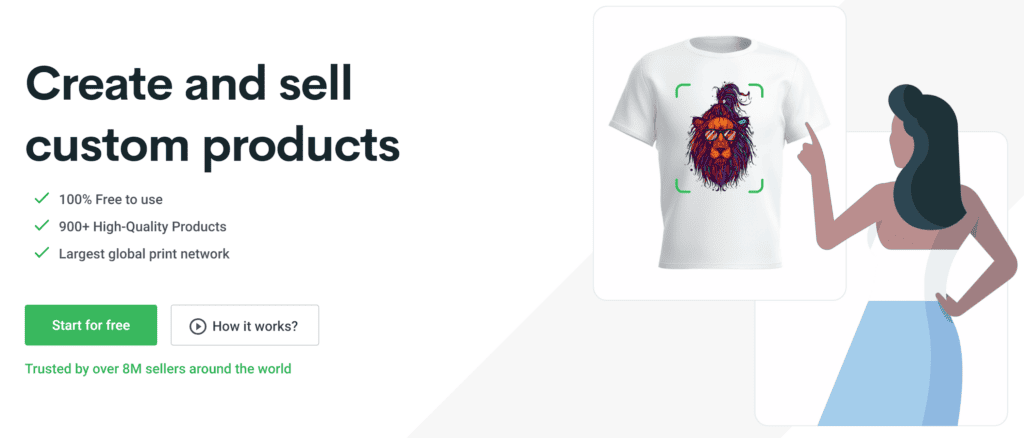 Create and sell
custom products
100% Free to use
900+ High-Quality Products
Largest global print network
Start for free
How it works?
Trusted by over 8M sellers around the world